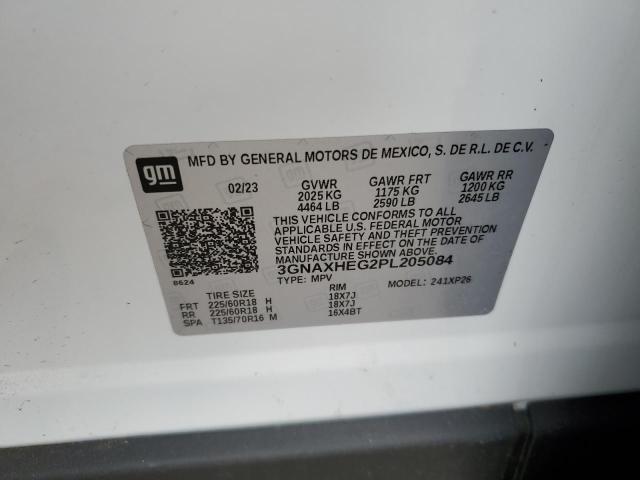 gm
MFD BY GENERAL MOTORS DE MEXICO, S. DE R.L. DE C.V.
02/23 GVWR GAWR FRT GAWR RR
2025 KG 1175 KG 1200 KG
4464 LB 2590 LB 2645 LB
THIS VEHICLE CONFORMS TO ALL
APPLICABLE U.S. FEDERAL MOTOR
VEHICLE SAFETY AND THEFT PREVENTION
STANDARDS IN EFFECT ON THE DATE OF
MANUFACTURE SHOWN ABOVE.
3GNAXHEG2PL205084
8624 TYPE: MPV MODEL: 241XP26
TIRE SIZE RIM
FRT 225/60R18 H 18X7J
RR 225/60R18 H 18X7J
SPA T135/70R16 M 16X4BT